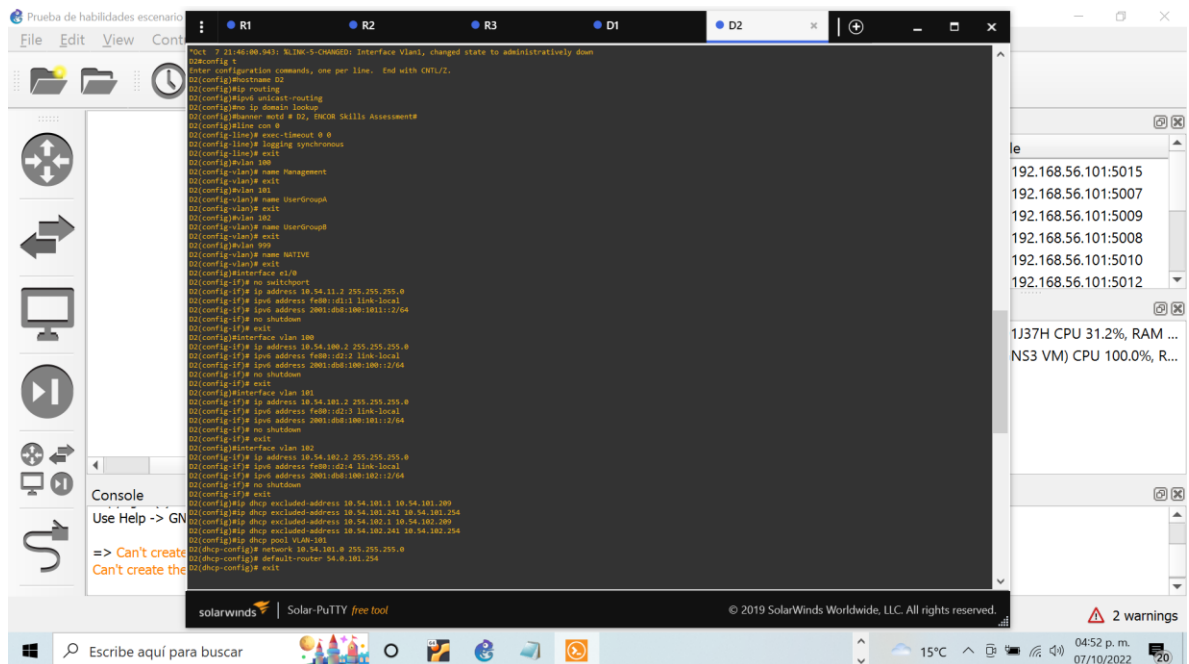 Prueba de habilidades escenario
File Edit View Cont
R1
R2
R3
D1
D2
*Oct  7 21:46:00.943: %LINK-5-CHANGED: Interface Vlan1, changed state to administratively down
D2#config t
Enter configuration commands, one per line.  End with CNTL/Z.
D2(config)#hostname D2
D2(config)#ip routing
D2(config)#ipv6 unicast-routing
D2(config)#no ip domain lookup
D2(config)#banner motd # D2, ENCOR Skills Assessment#
D2(config)#line con 0
D2(config-line)# exec-timeout 0 0
D2(config-line)# logging synchronous
D2(config-line)# exit
D2(config)#vlan 100
D2(config-vlan)# name Management
D2(config-vlan)# exit
D2(config)#vlan 101
D2(config-vlan)# name UserGroupA
D2(config-vlan)# exit
D2(config)#vlan 102
D2(config-vlan)# name UserGroupB
D2(config-vlan)# exit
D2(config)#vlan 999
D2(config-vlan)# name NATIVE
D2(config-vlan)# exit
D2(config)#interface e1/0
D2(config-if)# no switchport
D2(config-if)# ip address 10.54.11.2 255.255.255.0
D2(config-if)# ipv6 address fe80::d1:1 link-local
D2(config-if)# ipv6 address 2001:db8:100:1011::2/64
D2(config-if)# no shutdown
D2(config-if)# exit
D2(config)#interface vlan 100
D2(config-if)# ip address 10.54.100.2 255.255.255.0
D2(config-if)# ipv6 address fe80::d2:2 link-local
D2(config-if)# ipv6 address 2001:db8:100:100::2/64
D2(config-if)# no shutdown
D2(config-if)# exit
D2(config)#interface vlan 101
D2(config-if)# ip address 10.54.101.2 255.255.255.0
D2(config-if)# ipv6 address fe80::d2:3 link-local
D2(config-if)# ipv6 address 2001:db8:100:101::2/64
D2(config-if)# no shutdown
D2(config-if)# exit
D2(config)#interface vlan 102
D2(config-if)# ip address 10.54.102.2 255.255.255.0
D2(config-if)# ipv6 address fe80::d2:4 link-local
D2(config-if)# ipv6 address 2001:db8:100:102::2/64
D2(config-if)# no shutdown
D2(config-if)# exit
D2(config)#ip dhcp excluded-address 10.54.101.1 10.54.101.209
D2(config)#ip dhcp excluded-address 10.54.101.241 10.54.101.254
D2(config)#ip dhcp excluded-address 10.54.102.1 10.54.102.209
D2(config)#ip dhcp excluded-address 10.54.102.241 10.54.102.254
D2(config)#ip dhcp pool VLAN-101
D2(dhcp-config)# network 10.54.101.0 255.255.255.0
D2(dhcp-config)# default-router 54.0.101.254
D2(dhcp-config)# exit
solarwinds Solar-PuTTY free tool
© 2019 SolarWinds Worldwide, LLC. All rights reserved.
le
192.168.56.101:5015
192.168.56.101:5007
192.168.56.101:5009
192.168.56.101:5008
192.168.56.101:5010
192.168.56.101:5012
1J37H CPU 31.2%, RAM ...
NS3 VM) CPU 100.0%, R...
Console
Use Help -> GN
=> Can't create
Can't create the
2 warnings
Escribe aquí para buscar
15°C
04:52 p. m.
07/10/2022
20